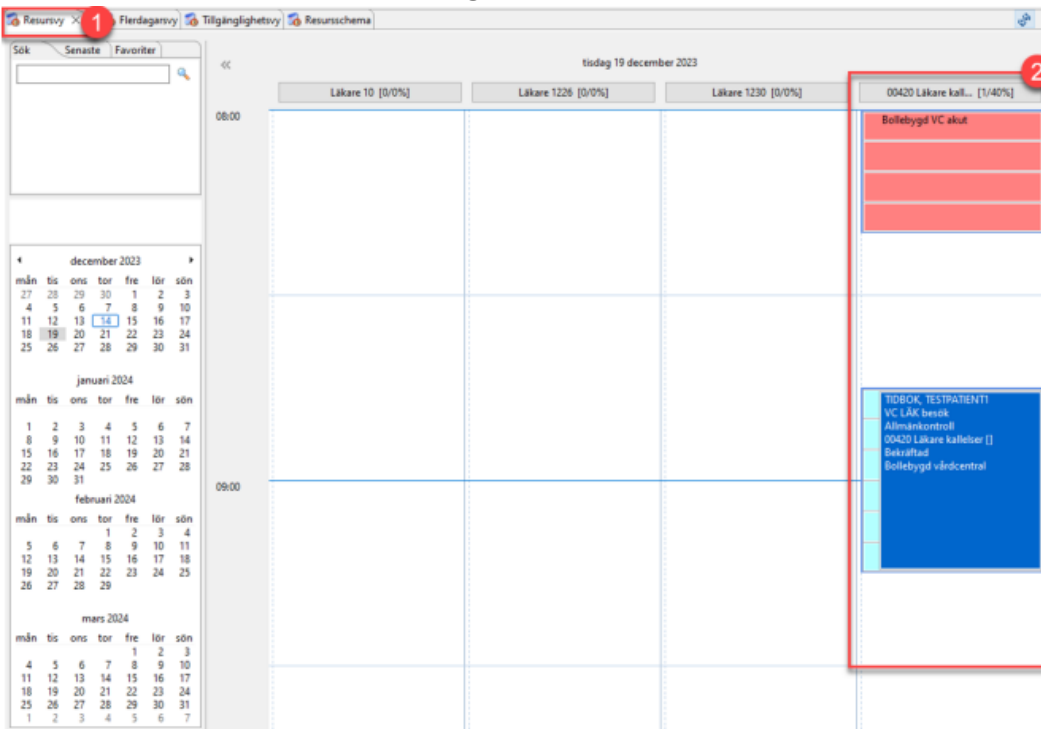 Resursvy 1 Flerdagarsvy Tillgänglighetsvy Resursschema
Sök Senaste Favoriter
tisdag 19 december 2023
2
Läkare 10 [0/0%] Läkare 1226 [0/0%] Läkare 1230 [0/0%] 00420 Läkare kall... [1/40%]
08:00
Bollebygd VC akut
december 2023
mån tis ons tor fre lör sön
27 28 29 30 1 2 3
4 5 6 7 8 9 10
11 12 13 14 15 16 17
18 19 20 21 22 23 24
25 26 27 28 29 30 31
januari 2024
mån tis ons tor fre lör sön
1 2 3 4 5 6 7
8 9 10 11 12 13 14
15 16 17 18 19 20 21
22 23 24 25 26 27 28
29 30 31
februari 2024
mån tis ons tor fre lör sön
1 2 3 4
5 6 7 8 9 10 11
12 13 14 15 16 17 18
19 20 21 22 23 24 25
26 27 28 29
mars 2024
mån tis ons tor fre lör sön
1 2 3
4 5 6 7 8 9 10
11 12 13 14 15 16 17
18 19 20 21 22 23 24
25 26 27 28 29 30 31
1 2 3 4 5 6 7
TIDBOK, TESTPATIENT1
VC LÄK besök
Allmänkontroll
00420 Läkare kallelser []
Bekräftad
Bollebygd vårdcentral
09:00